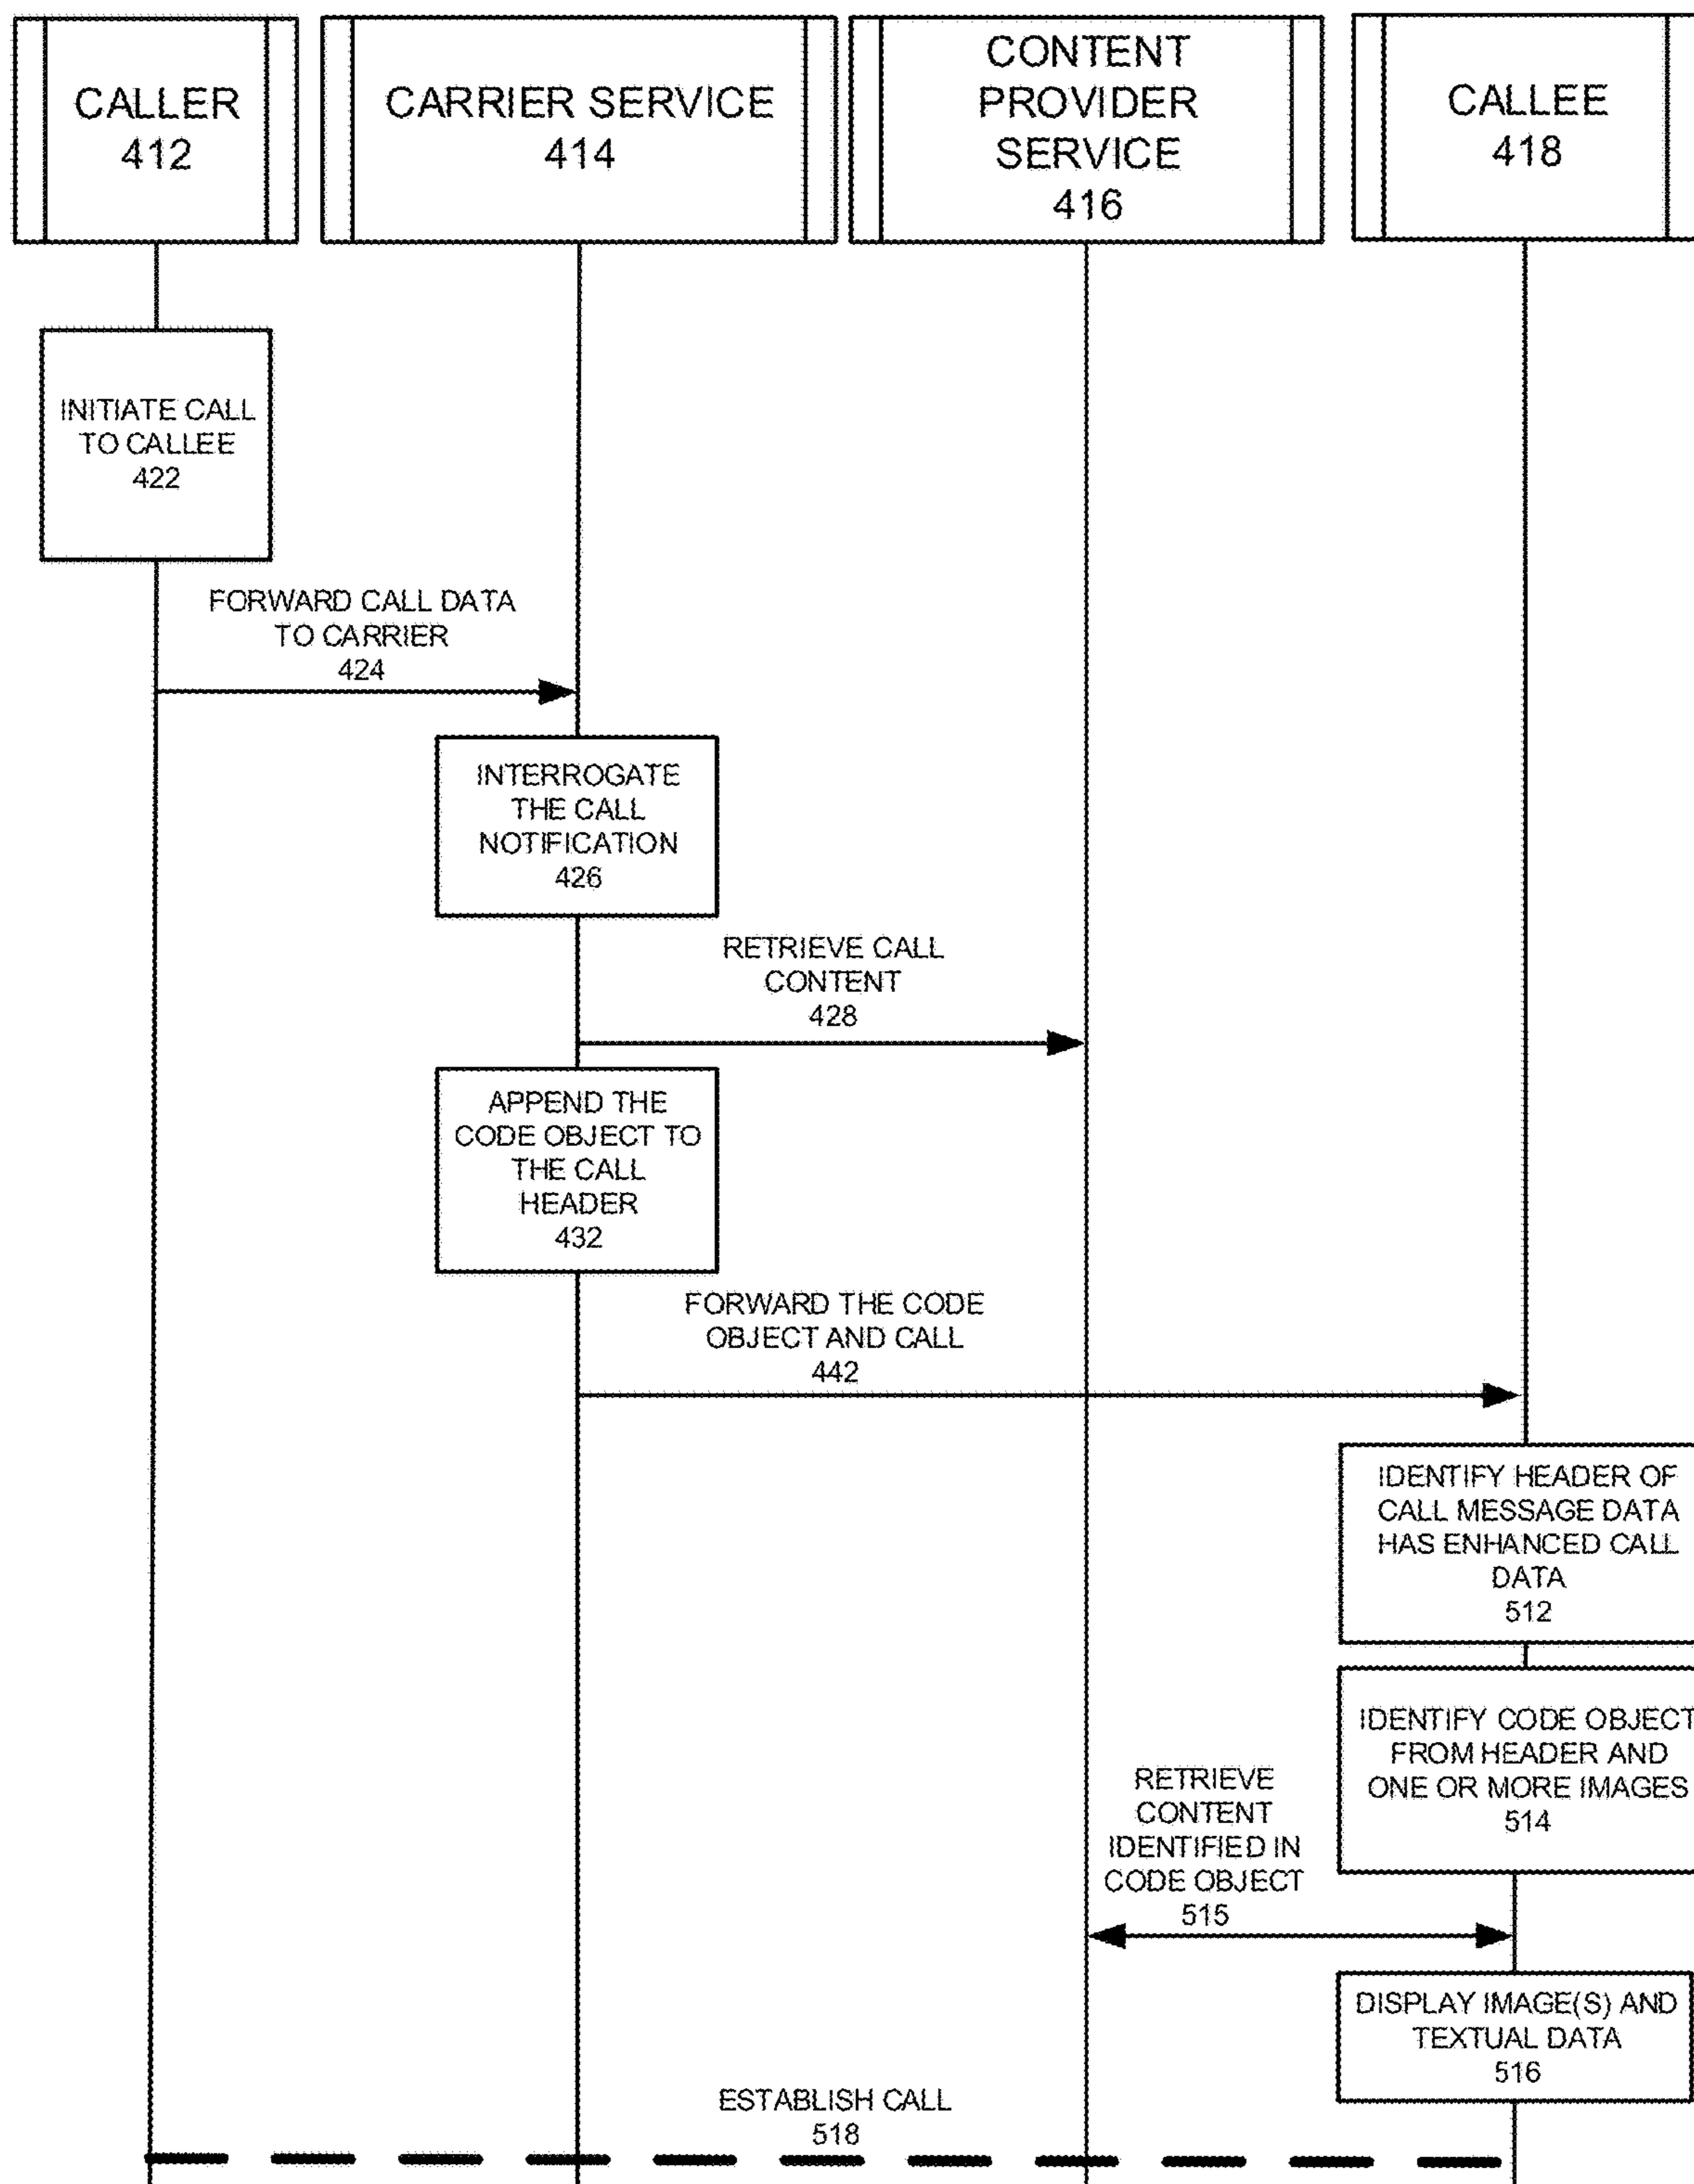 CALLER
412
CARRIER SERVICE
414
CONTENT
PROVIDER
SERVICE
416
CALLEE
418
INITIATE CALL
TO CALLEE
422
FORWARD CALL DATA
TO CARRIER
424
INTERROGATE
THE CALL
NOTIFICATION
426
RETRIEVE CALL
CONTENT
428
APPEND THE
CODE OBJECT TO
THE CALL
HEADER
432
FORWARD THE CODE
OBJECT AND CALL
442
IDENTIFY HEADER OF
CALL MESSAGE DATA
HAS ENHANCED CALL
DATA
512
IDENTIFY CODE OBJECT
FROM HEADER AND
ONE OR MORE IMAGES
514
RETRIEVE
CONTENT
IDENTIFIED IN
CODE OBJECT
515
DISPLAY IMAGE(S) AND
TEXTUAL DATA
516
ESTABLISH CALL
518